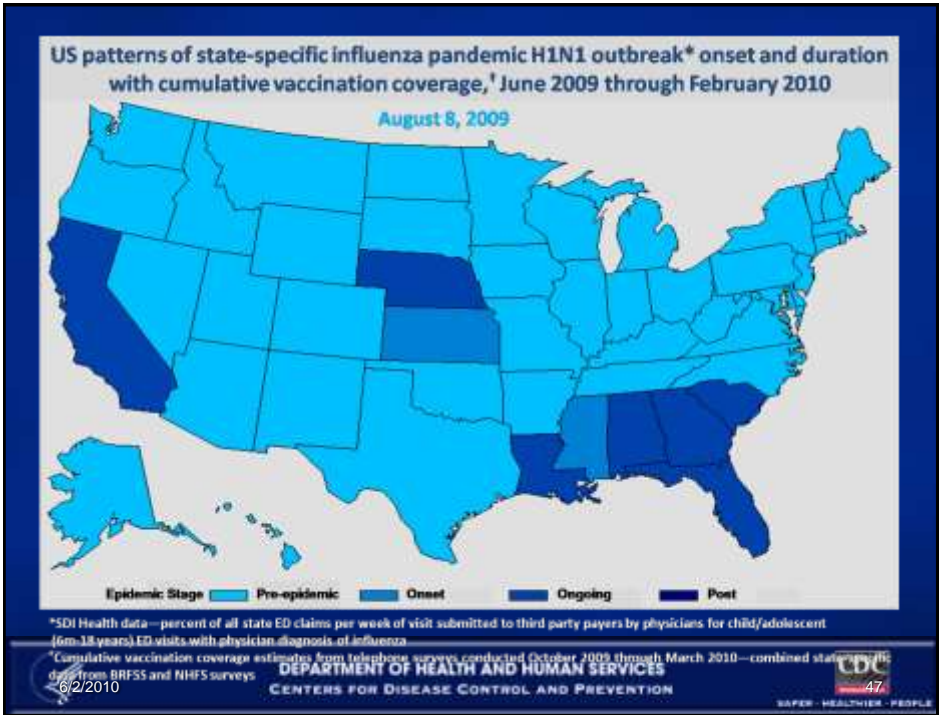 US patterns of state-specific influenza pandemic H1N1 outbreak* onset and duration
with cumulative vaccination coverage,† June 2009 through February 2010
August 8, 2009
Epidemic Stage Pre-epidemic Onset Ongoing Post
*SDI Health data—percent of all state ED claims per week of visit submitted to third party payers by physicians for child/adolescent
(6m-18 years) ED visits with physician diagnosis of influenza
†Cumulative vaccination coverage estimates from telephone surveys conducted October 2009 through March 2010—combined state-specific
data from BRFSS and NHFS surveys
DEPARTMENT OF HEALTH AND HUMAN SERVICES
CENTERS FOR DISEASE CONTROL AND PREVENTION
6/2/2010
CDC
47
SAFER · HEALTHIER · PEOPLE